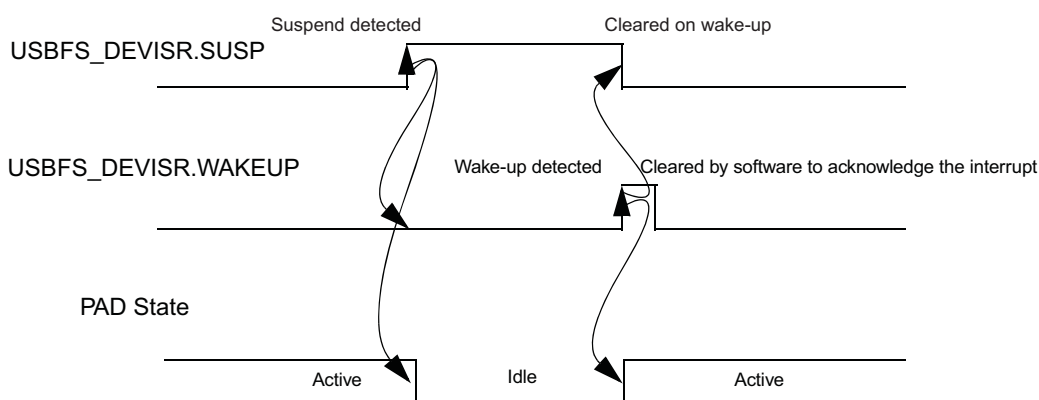 Suspend detected
Cleared on wake-up
USBFS_DEVISR.SUSP
USBFS_DEVISR.WAKEUP
Wake-up detected
Cleared by software to acknowledge the interrupt
PAD State
Active
Idle
Active